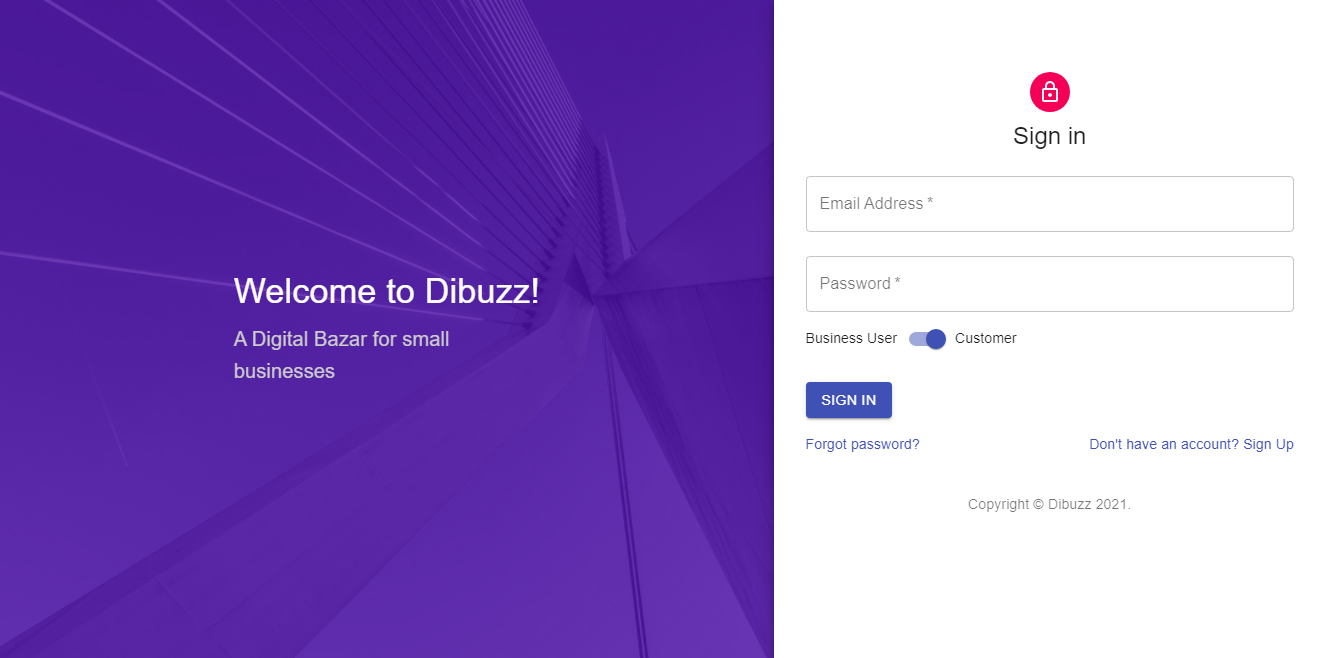 Welcome to Dibuzz!
A Digital Bazar for small
businesses
Sign in
Email Address *
Password *
Business User Customer
SIGN IN
Forgot password? Don't have an account? Sign Up
Copyright © Dibuzz 2021.